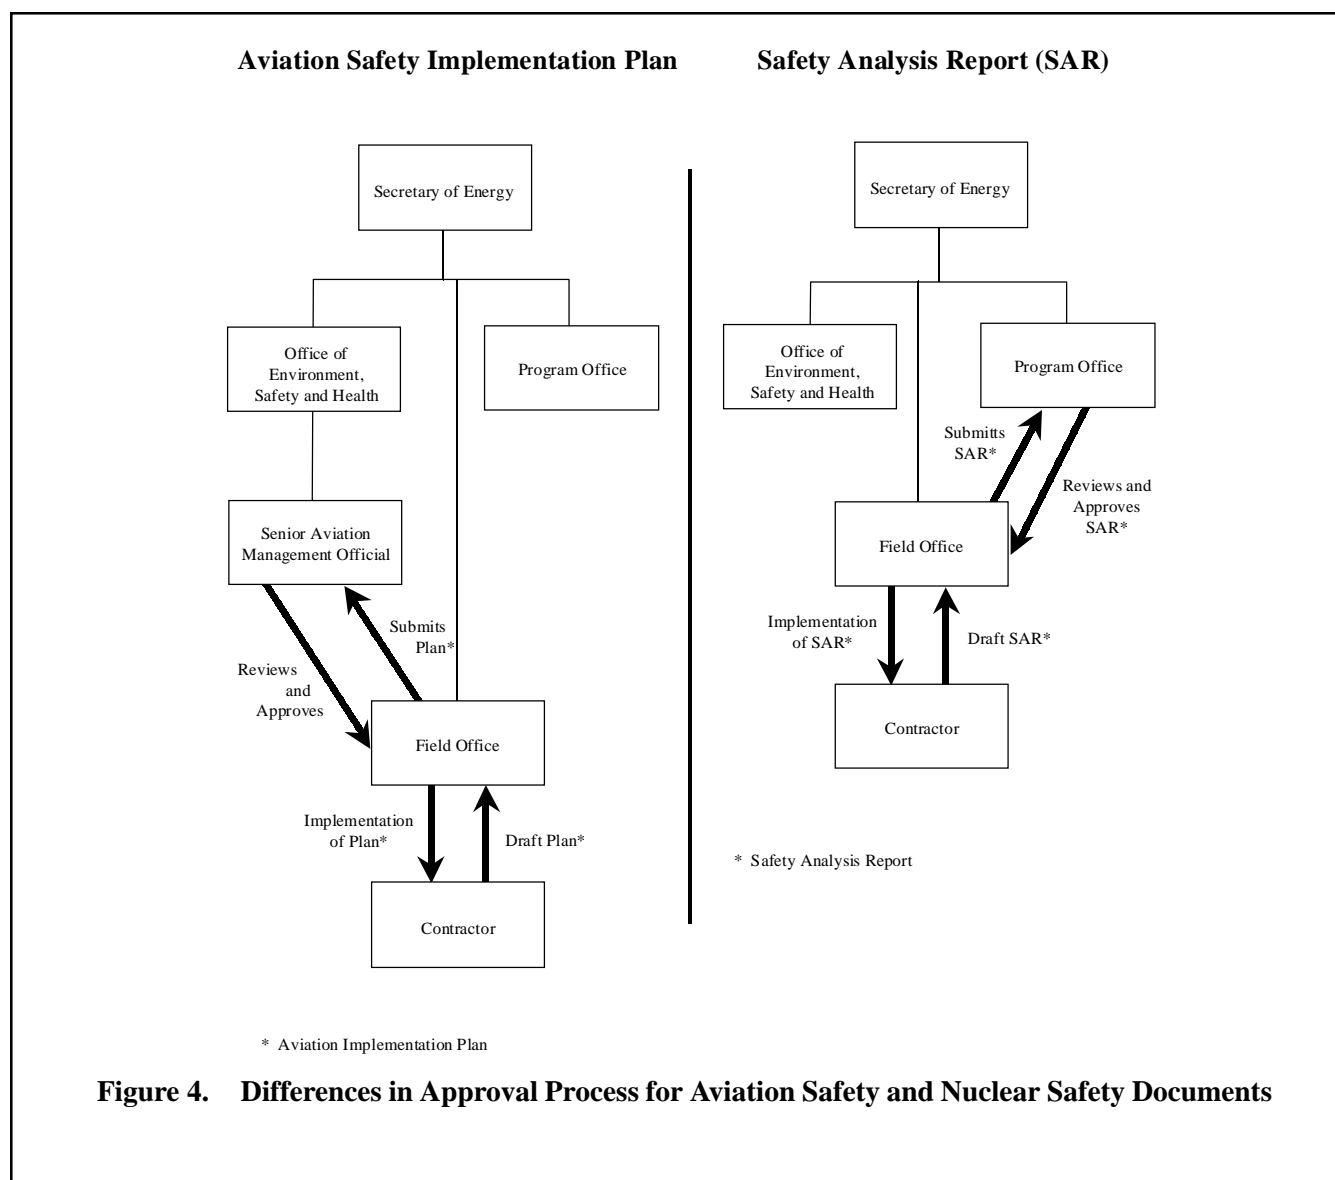 Aviation Safety Implementation Plan
Safety Analysis Report (SAR)
Secretary of Energy
Office of
Environment,
Safety and Health
Program Office
Senior Aviation
Management Official
Submits
Plan*
Reviews
and
Approves
Field Office
Implementation
of Plan*
Draft Plan*
Contractor
* Aviation Implementation Plan
Secretary of Energy
Office of
Environment,
Safety and Health
Program Office
Submitts
SAR*
Reviews and
Approves
SAR*
Field Office
Implementation
of SAR*
Draft SAR*
Contractor
* Safety Analysis Report
Figure 4. Differences in Approval Process for Aviation Safety and Nuclear Safety Documents